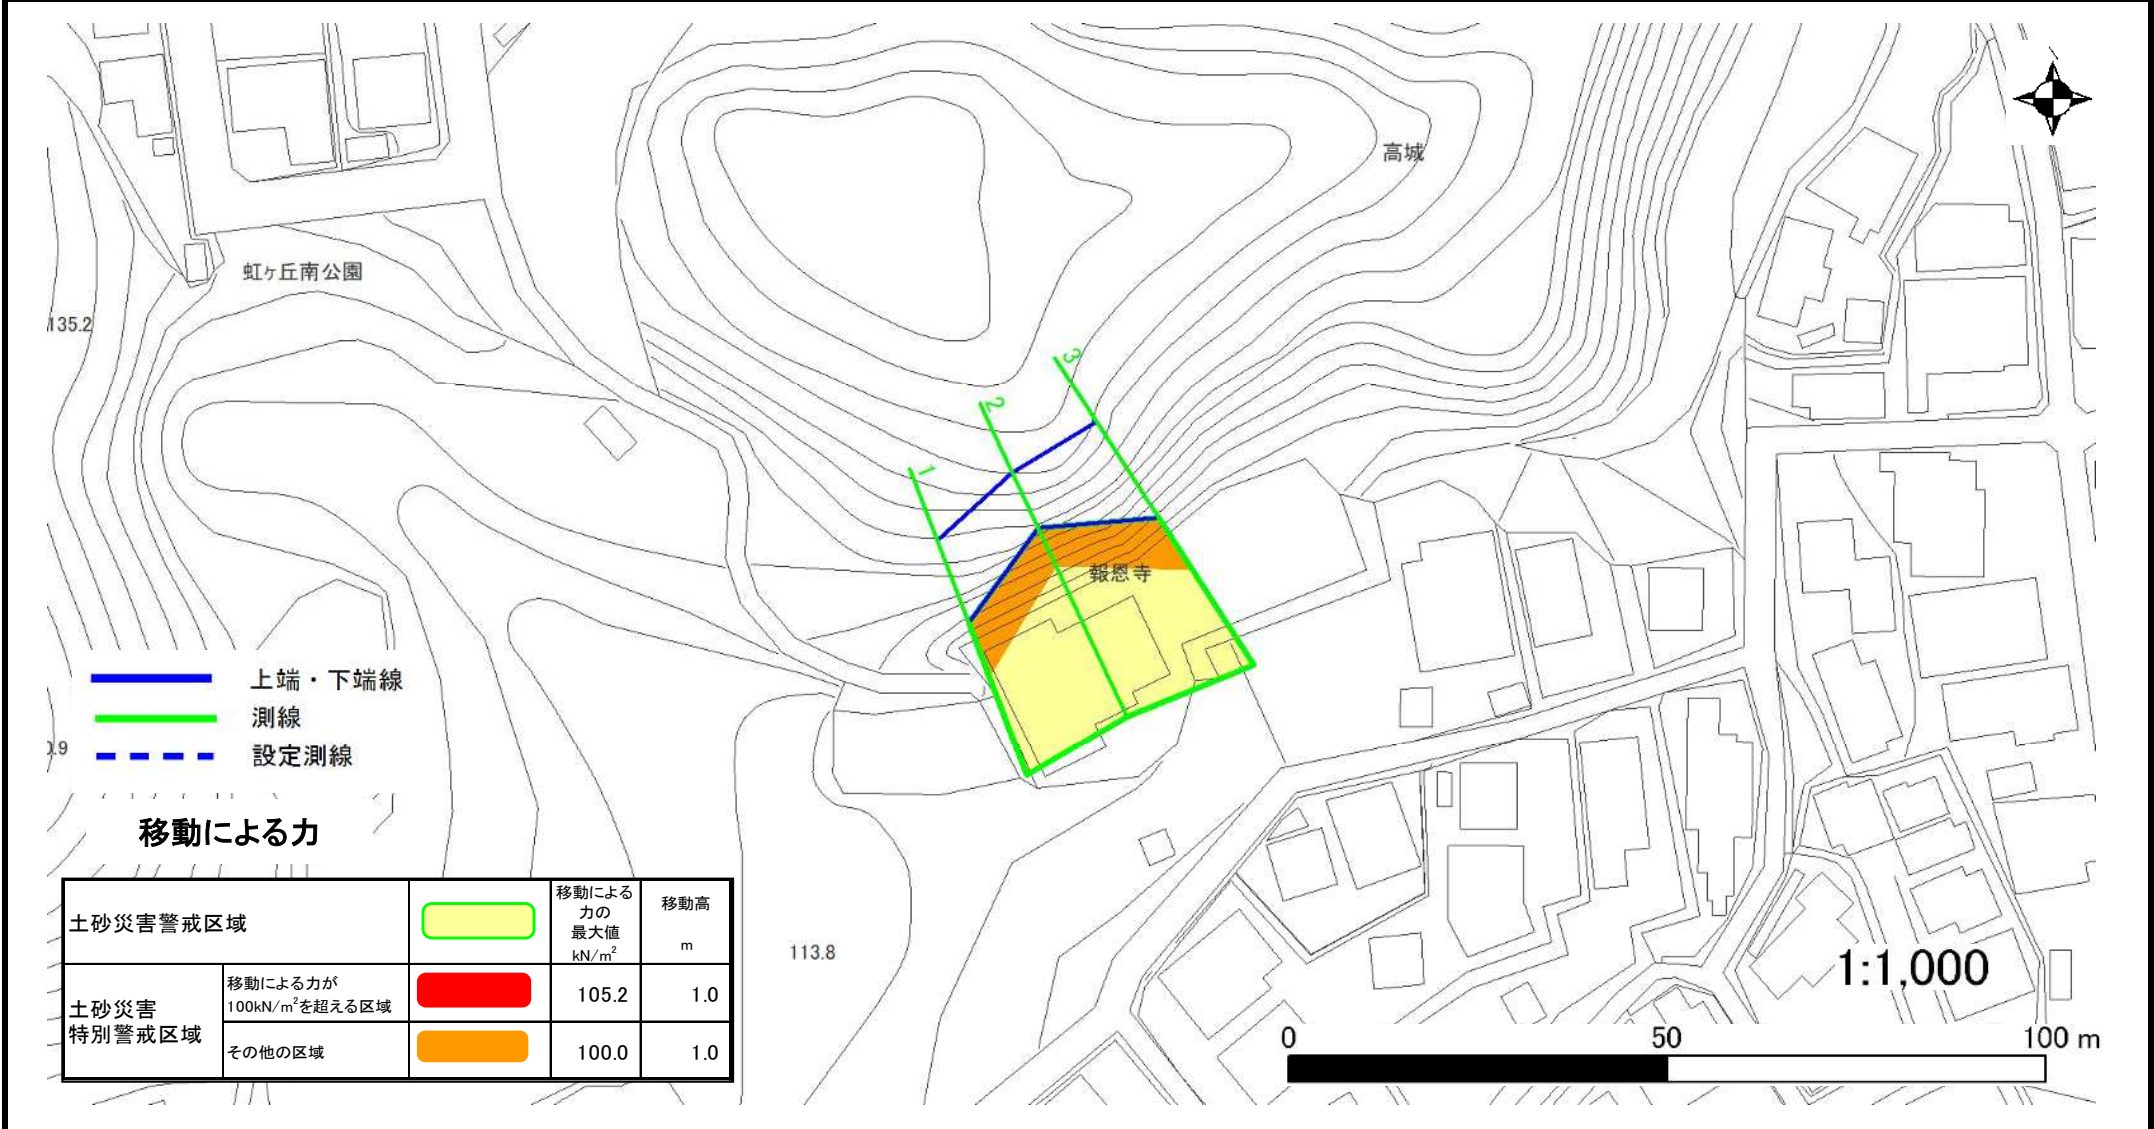 高城
虹ヶ丘南公園
135.2
3
2
1
報恩寺
上端・下端線
測線
設定測線
移動による力
土砂災害警戒区域
移動による
力の
最大値
kN/m²
移動高
m
土砂災害
特別警戒区域
移動による力が
100kN/m²を超える区域
105.2
1.0
その他の区域
100.0
1.0
113.8
1:1,000
0
50
100 m